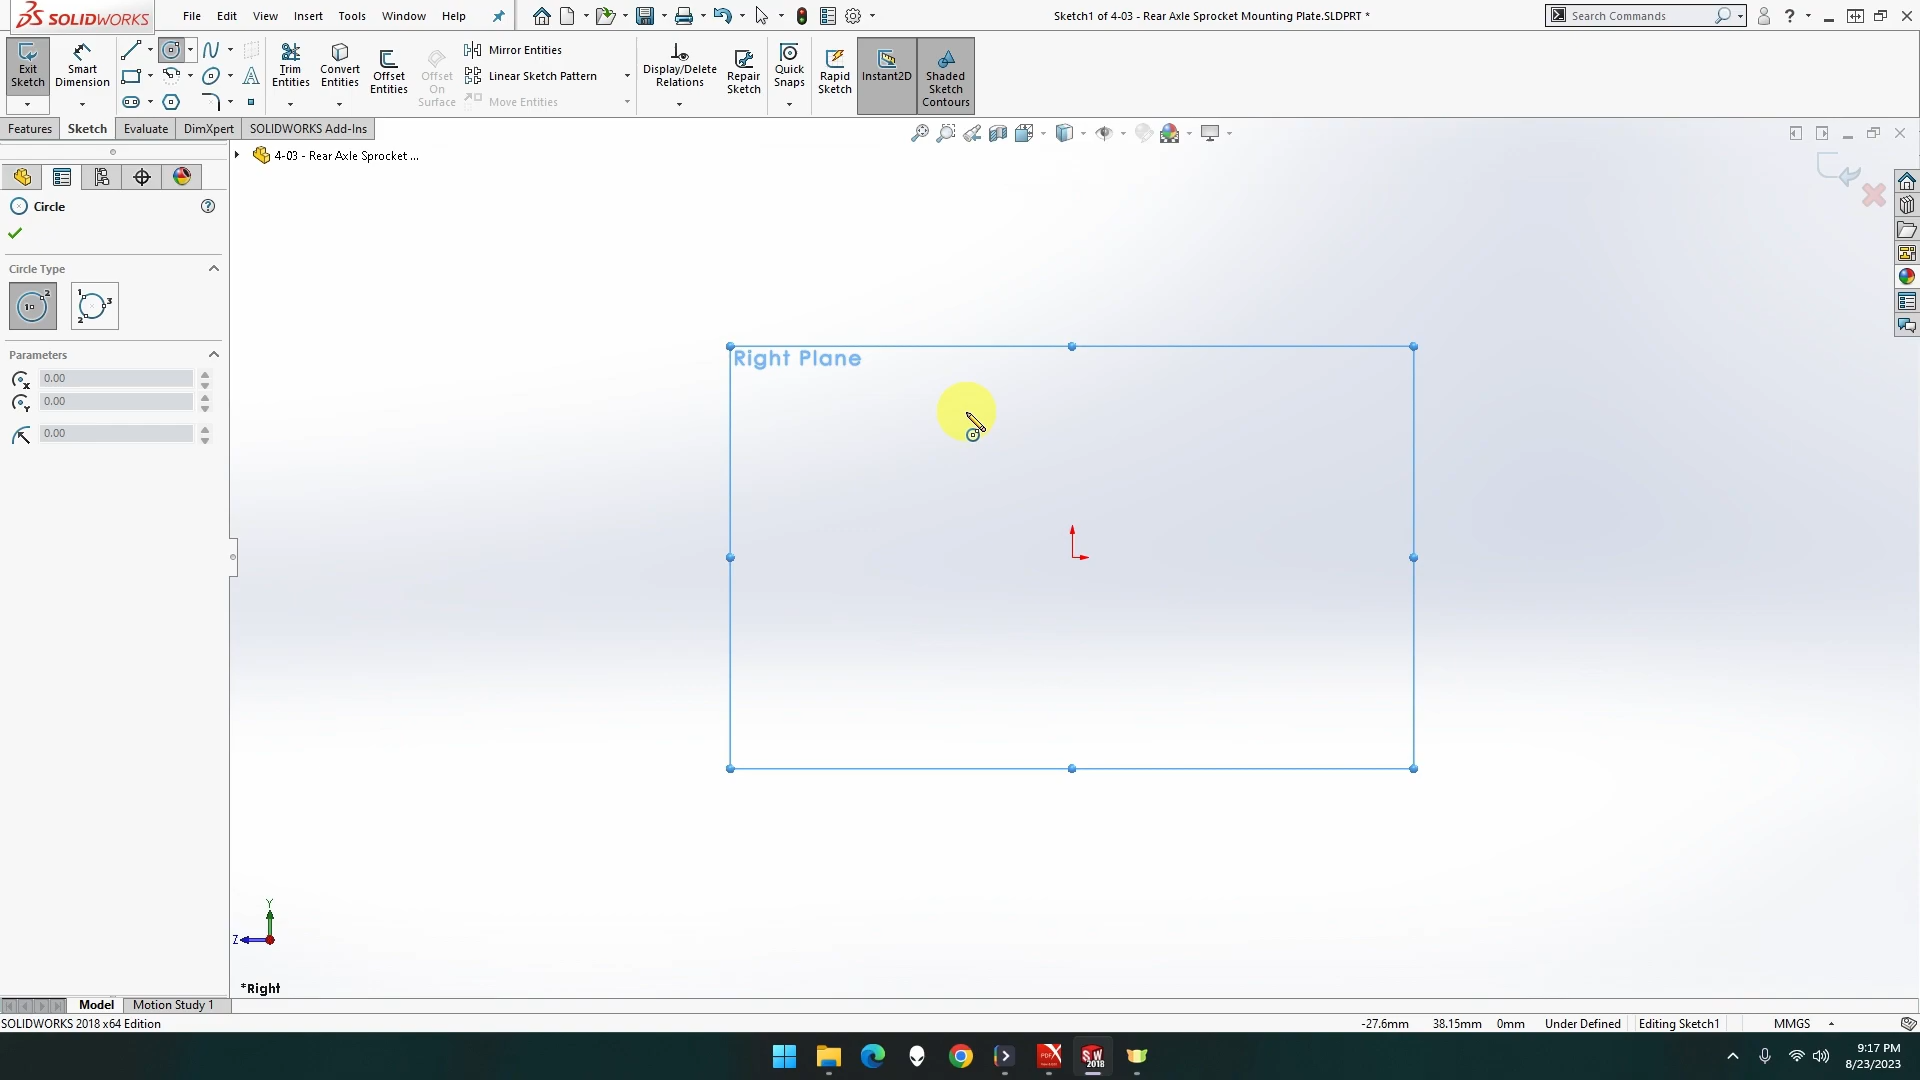 SOLIDWORKS File Edit View Insert Tools Window Help Sketch1 of 4-03 - Rear Axle Sprocket Mounting Plate.SLDPRT * Search Commands ?
Exit Sketch
Smart Dimension
Trim Entities
Convert Entities
Offset Entities
Offset On Surface
Mirror Entities
Linear Sketch Pattern
Move Entities
Display/Delete Relations
Repair Sketch
Quick Snaps
Rapid Sketch
Instant2D
Shaded Sketch Contours
Features Sketch Evaluate DimXpert SOLIDWORKS Add-Ins
4-03 - Rear Axle Sprocket ...
Circle ?
Circle Type
Parameters
0.00
0.00
0.00
Right Plane
Y
Z
*Right
Model Motion Study 1
SOLIDWORKS 2018 x64 Edition -27.6mm 38.15mm 0mm Under Defined Editing Sketch1 MMGS
9:17 PM
8/23/2023